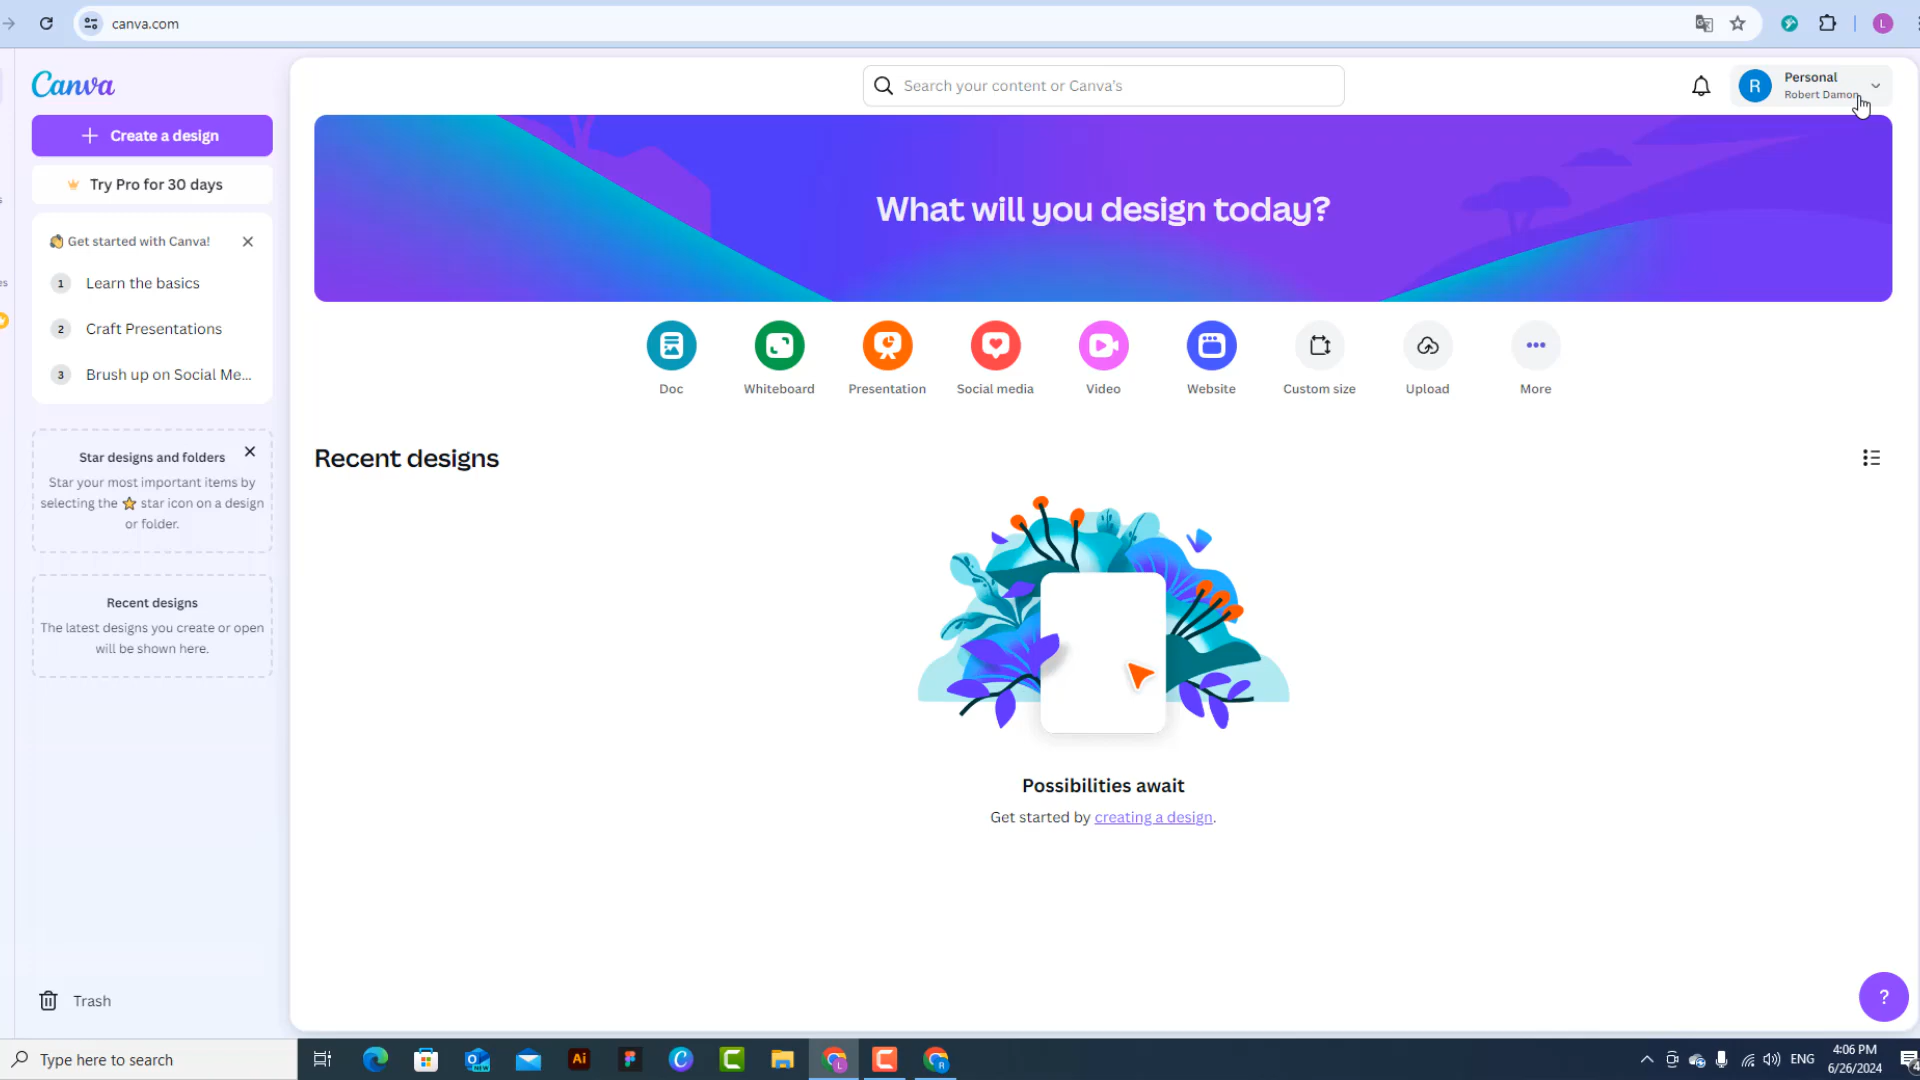 canva.com
L
Canva
Search your content or Canva's
R
Personal
Robert Damon
Create a design
Try Pro for 30 days
What will you design today?
Get started with Canva!
1 Learn the basics
2 Craft Presentations
3 Brush up on Social Me...
Doc
Whiteboard
Presentation
Social media
Video
Website
Custom size
Upload
More
Recent designs
Star designs and folders
Star your most important items by
selecting the star icon on a design
or folder.
Recent designs
The latest designs you create or open
will be shown here.
Possibilities await
Get started by creating a design.
Trash
?
Type here to search
NEW
Ai
ENG
4:06 PM
6/26/2024
4